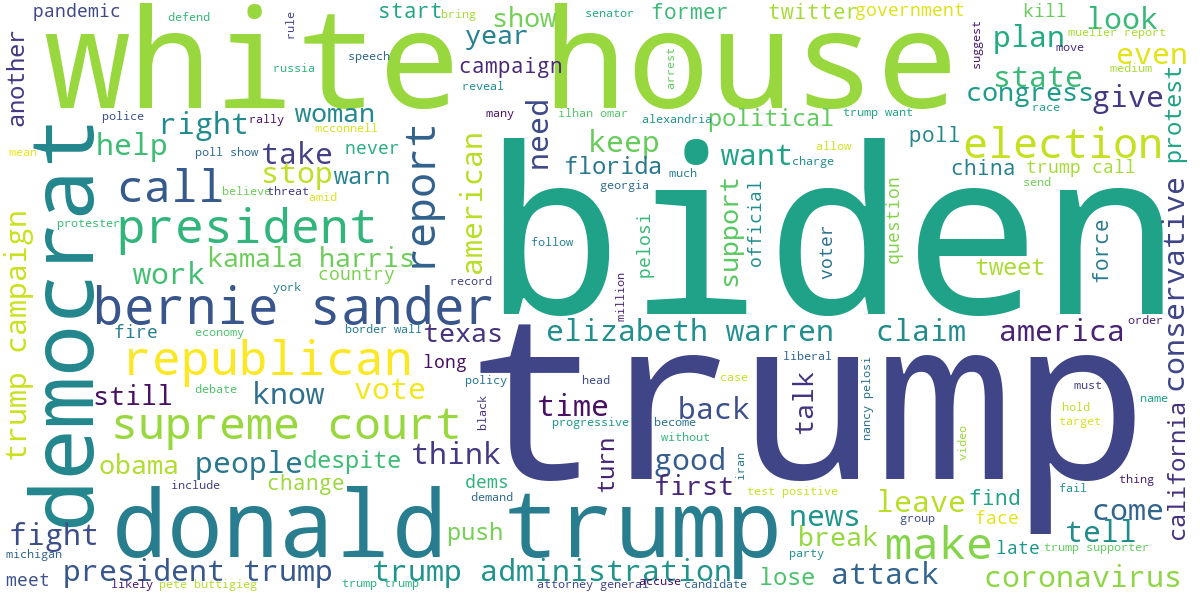 white house
biden
trump
donald trump
democrat
bernie sander
president
republican
supreme court
election
call
report
make
president trump
trump administration
elizabeth warren
claim
america
conservative
california
coronavirus
attack
trump campaign
american
kamala harris
people
obama
think
know
vote
still
texas
work
help
right
woman
take
stop
warn
never
year
show
campaign
start
former
twitter
government
kill
look
plan
even
state
congress
give
protest
another
pandemic
defend
rule
russia
speech
bring
senator
reveal
arrest
suggest
mueller report
move
medium
race
police
rally
many
ilhan omar
alexandria
political
trump want
poll
mcconnell
mean
poll show
need
keep
florida
want
charge
much
allow
china
trump call
send
believe
threat
amid
georgia
protester
follow
pelosi
support
official
voter
question
force
tweet
country
york
record
million
fire
economy
border wall
order
long
liberal
debate
policy
head
case
nancy pelosi
must
name
black
time
progressive
become
back
talk
hold
target
without
video
despite
turn
good
first
iran
change
include
dems
demand
test positive
thing
fail
leave
find
face
come
tell
news
group
break
late
trump supporter
push
party
fight
michigan
meet
likely
pete buttigieg
trump trump
attorney general
accuse
candidate
lose